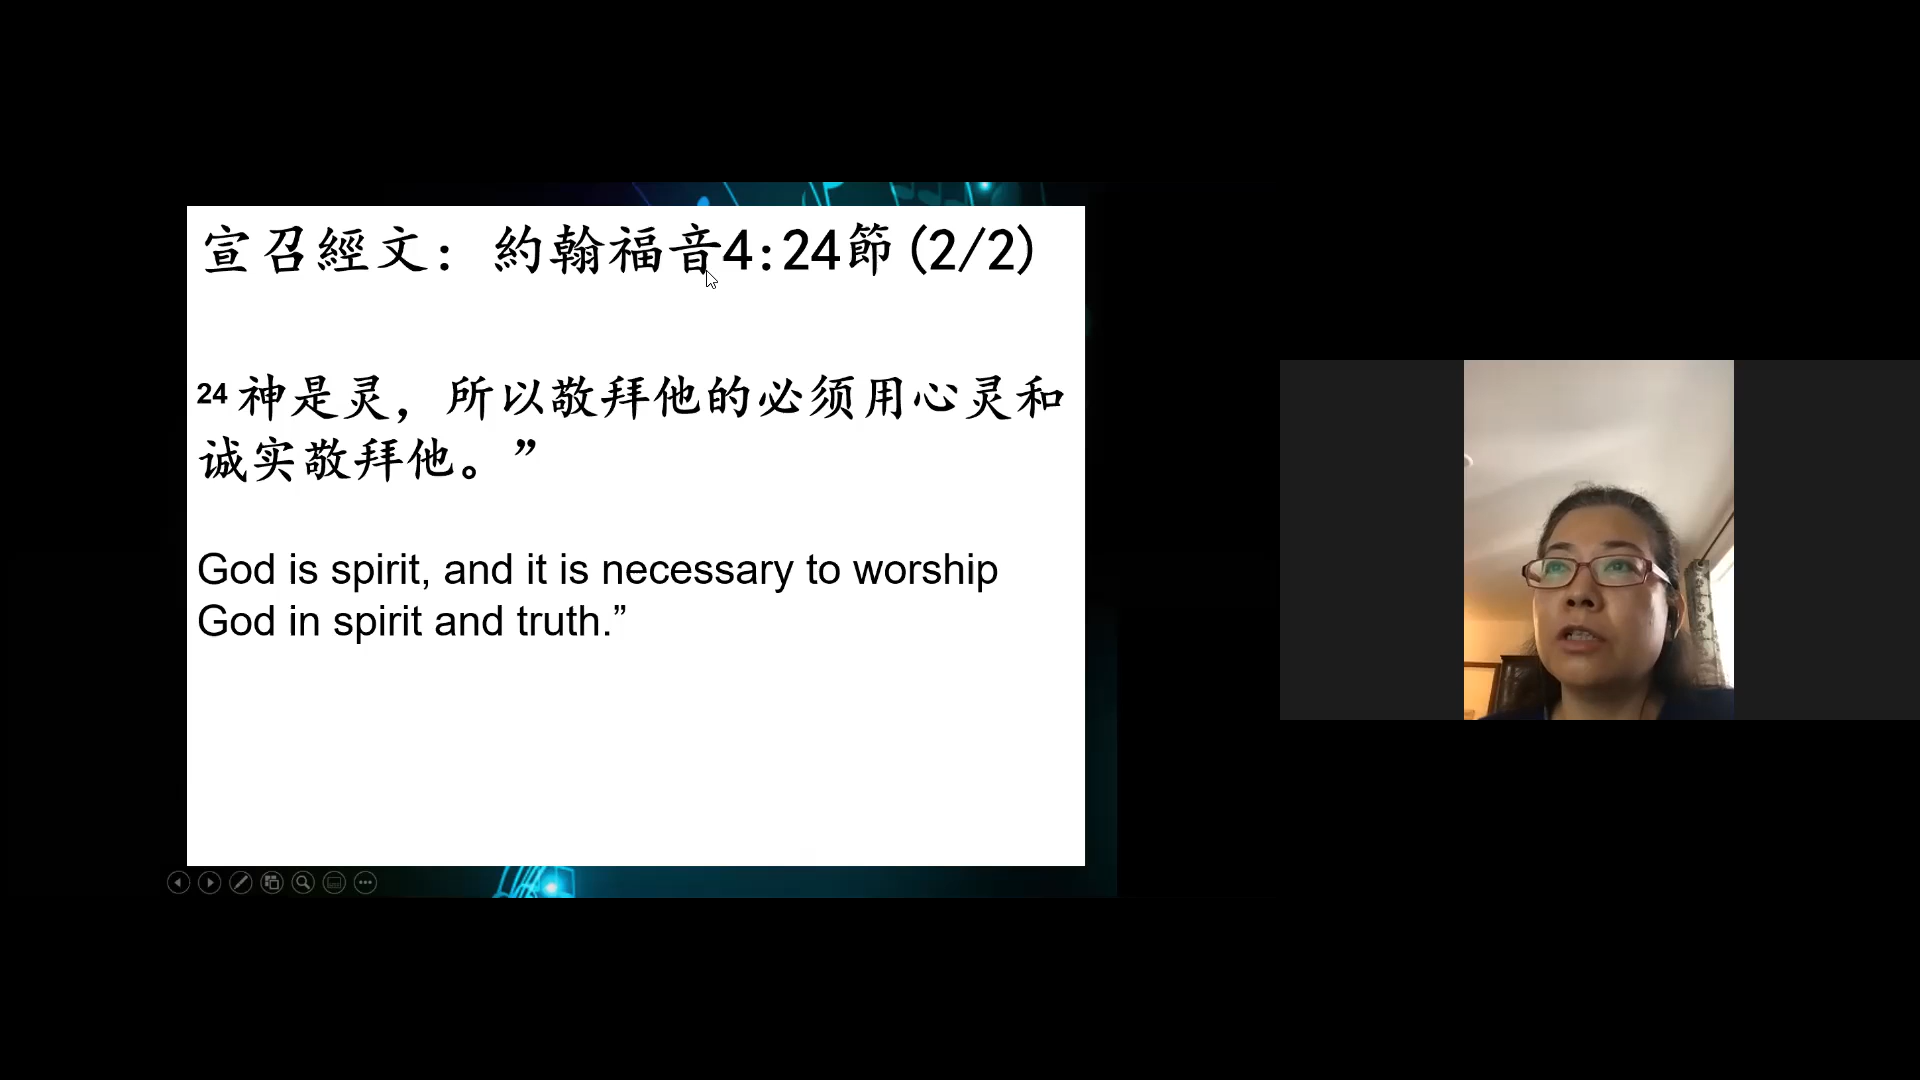 宣召經文：約翰福音4:24節(2/2)
24 神是灵，所以敬拜他的必须用心灵和
诚实敬拜他。”
God is spirit, and it is necessary to worship
God in spirit and truth.”